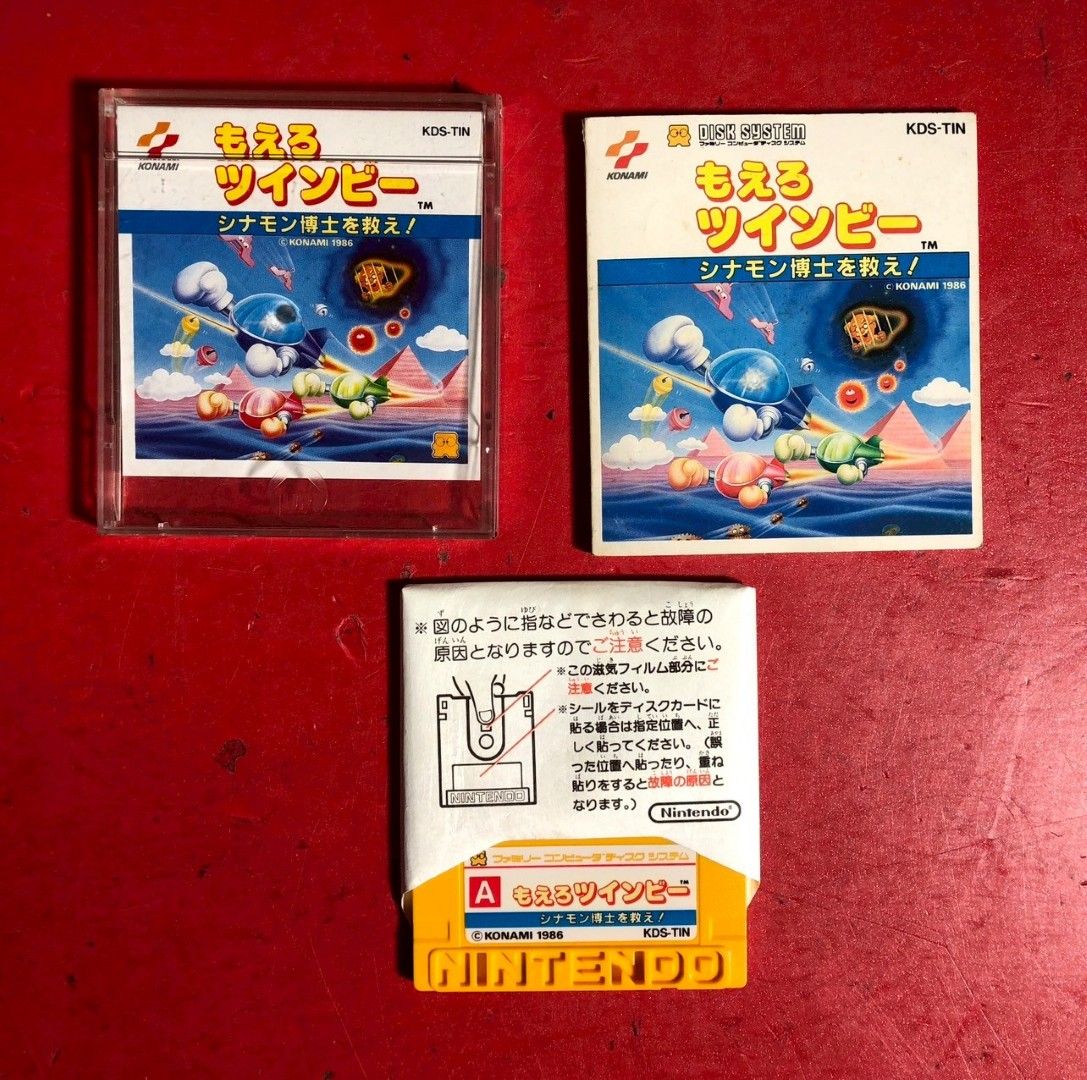 KONAMI
KDS-TIN
もえろ
ツインビー™
シナモン博士を救え!
© KONAMI 1986
KONAMI
DISK SYSTEM
ファミリー コンピュータ ディスク システム
KDS-TIN
もえろ
ツインビー™
シナモン博士を救え!
© KONAMI 1986
※図のように指などでさわると故障の
原因となりますのでご注意ください。
※この磁気フィルム部分にご
注意ください。
※シールをディスクカードに
貼る場合は指定位置へ、正
しく貼ってください。(誤
った位置へ貼ったり、重ね
貼りをすると故障の原因と
なります。)
NINTENDO
Nintendo®
ファミリー コンピュータ ディスク システム
A もえろツインビー™
シナモン博士を救え!
© KONAMI 1986 KDS-TIN
NINTENDO